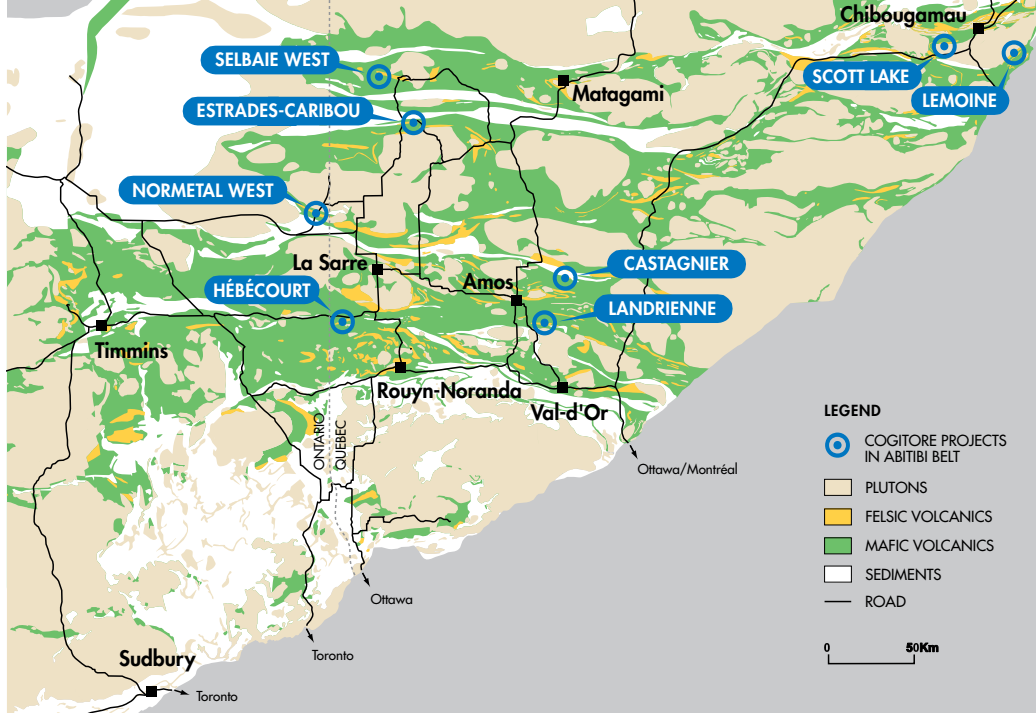 Chibougamau
SELBAIE WEST
SCOTT LAKE
Matagami
LEMOINE
ESTRADES-CARIBOU
NORMETAL WEST
La Sarre
CASTAGNIER
HÉBÉCOURT
Amos
LANDRIENNE
Timmins
Rouyn-Noranda
Val-d'Or
ONTARIO
QUEBEC
Ottawa/Montréal
Ottawa
Toronto
Sudbury
Toronto
LEGEND
COGITORE PROJECTS
IN ABITIBI BELT
PLUTONS
FELSIC VOLCANICS
MAFIC VOLCANICS
SEDIMENTS
ROAD
0 50Km